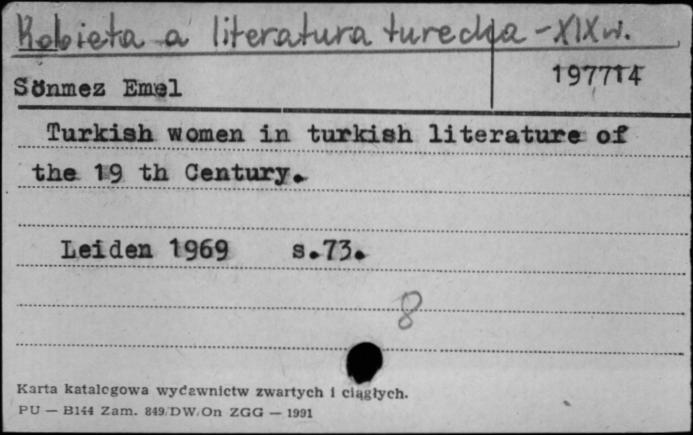 Kobieta a literatura turecka - XIX w.
197714
Sönmez Emel
Turkish women in turkish literature of
the 19 th Century.
Leiden 1969 s.73.
8
Karta katalogowa wydawnictw zwartych i ciągłych.
PU — B144 Zam. 849/DW/On ZGG — 1991